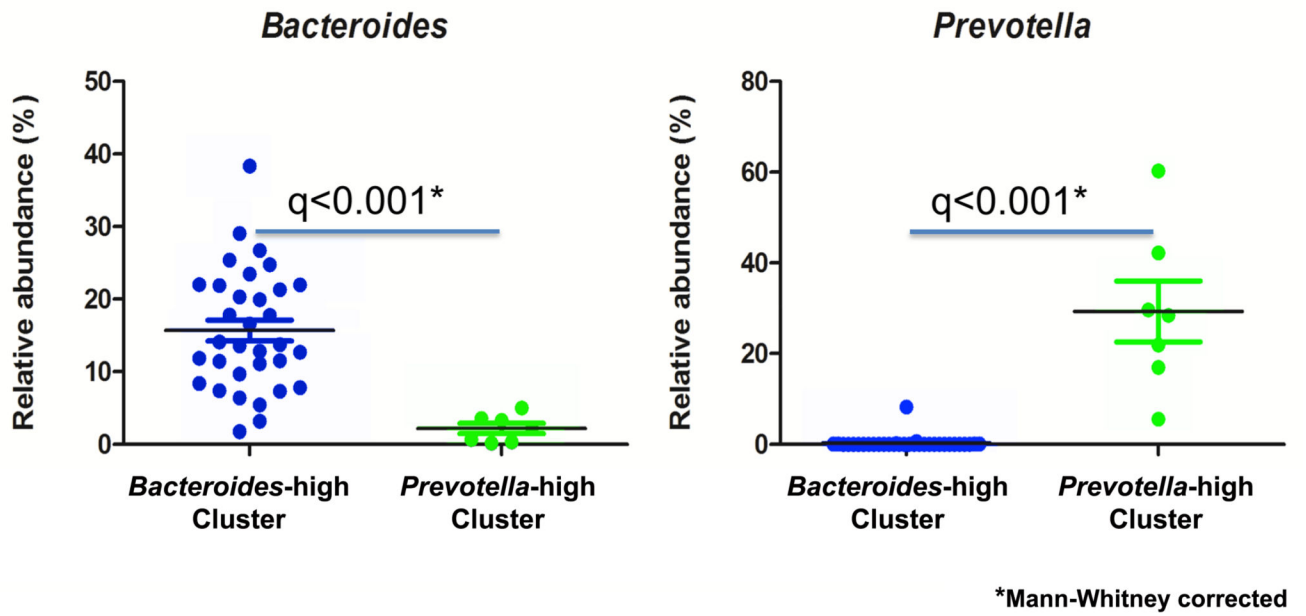 Bacteroides
Relative abundance (%)
50
40
30
20
10
0
q<0.001*
Bacteroides-high
Cluster
Prevotella-high
Cluster
Prevotella
Relative abundance (%)
80
60
40
20
0
q<0.001*
Bacteroides-high
Cluster
Prevotella-high
Cluster
*Mann-Whitney corrected